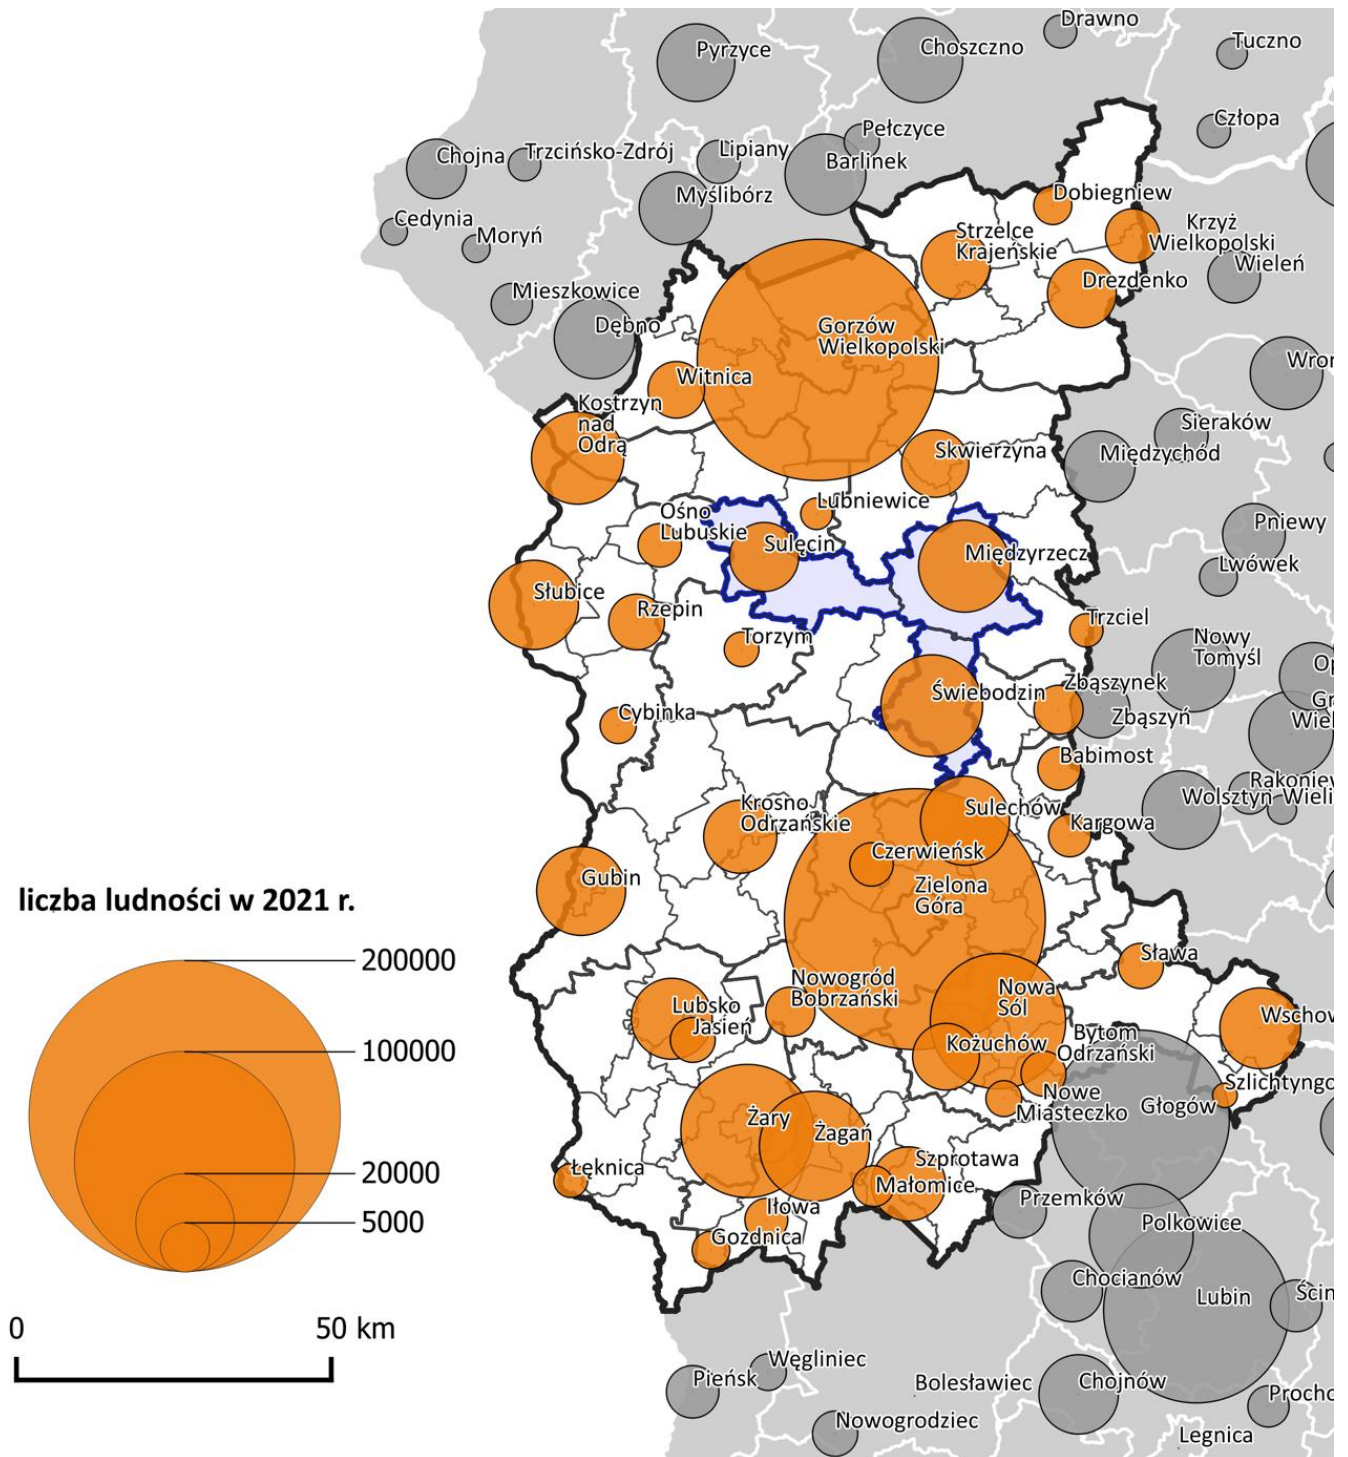 Drawno
Pyrzyce
Choszczno
Tuczno
Człopa
Pełczyce
Lipiany
Barlinek
Chojna
Trzcińsko-Zdrój
Myślibórz
Dobiegniew
Cedynia
Moryń
Strzelce
Krajeńskie
Krzyż
Wielkopolski
Wieleń
Drezdenko
Mieszkowice
Dębno
Gorzów
Wielkopolski
Witnica
Kostrzyn
nad
Odrą
Sieraków
Międzychód
Skwierzyna
Lubniewice
Ośno
Lubuskie
Sulęcin
Międzyrzecz
Pniewy
Lwówek
Słubice
Rzepin
Torzym
Trzciel
Nowy
Tomyśl
Świebodzin
Zbąszynek
Zbąszyń
Cybinka
Babimost
Wolsztyn
Krosno
Odrzańskie
Sulechów
Kargowa
Czerwieńsk
Gubin
Zielona
Góra
liczba ludności w 2021 r.
200000
100000
20000
5000
0
50 km
Sława
Nowogród
Bobrzański
Nowa
Sól
Lubsko
Jasień
Kożuchów
Bytom
Odrzański
Wschow
Szlichtyngo
Nowe
Miasteczko
Głogów
Żary
Żagań
Szprotawa
Małomice
Łęknica
Iłowa
Gozdnica
Przemków
Polkowice
Chocianów
Lubin
Ścin
Węgliniec
Pieńsk
Bolesławiec
Chojnów
Nowogrodziec
Legnica
Procho